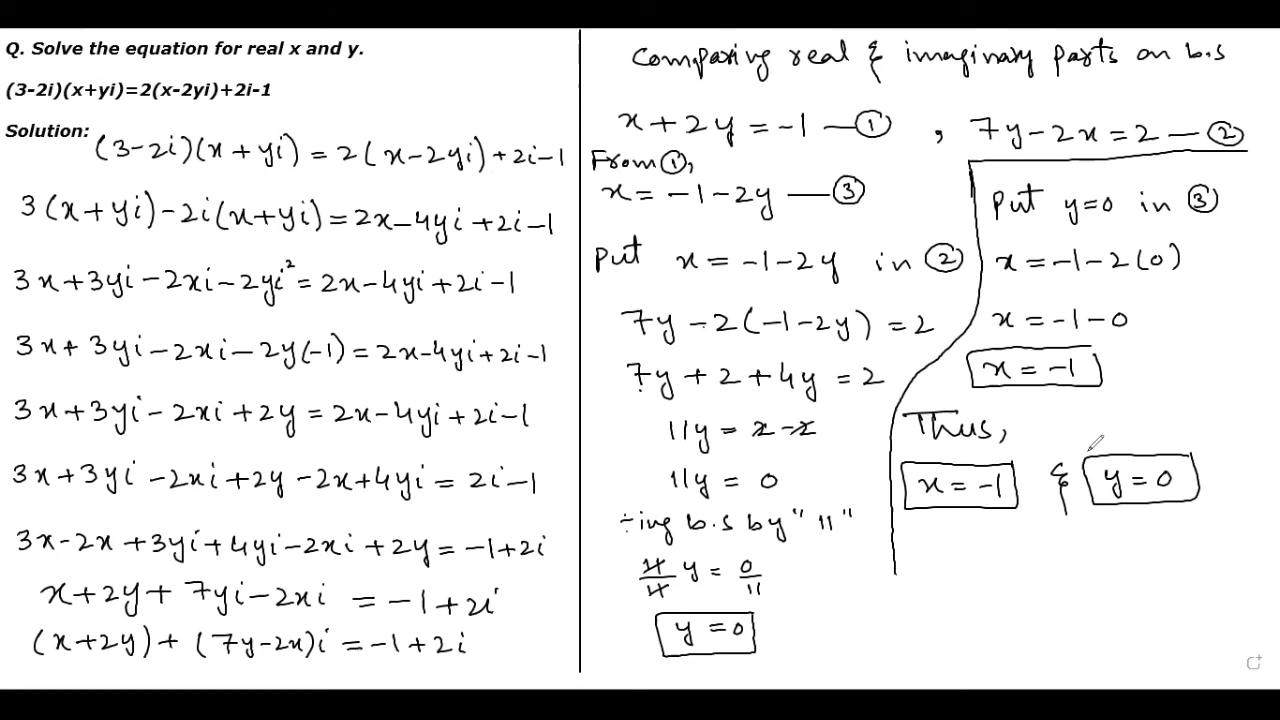 Q. Solve the equation for real x and y.
(3-2i)(x+yi)=2(x-2yi)+2i-1
Solution:
(3-2i)(x+yi)=2(x-2yi)+2i-1
3(x+yi)-2i(x+yi)=2x-4yi+2i-1
3x+3yi-2xi-2yi²=2x-4yi+2i-1
3x+3yi-2xi-2y(-1)=2x-4yi+2i-1
3x+3yi-2xi+2y=2x-4yi+2i-1
3x+3yi-2xi+2y-2x+4yi=2i-1
3x-2x+3yi+4yi-2xi+2y=-1+2i
x+2y+7yi-2xi=-1+2i
(x+2y)+(7y-2x)i=-1+2i
Comparing real & imaginary parts on b.s
x+2y=-1—①, 7y-2x=2—②
From ①,
x=-1-2y—③
Put x=-1-2y in ②
7y-2(-1-2y)=2
7y+2+4y=2
11y=2-2
11y=0
÷ing b.s by "11"
11/11 y=0/11
y=0
Put y=0 in ③
x=-1-2(0)
x=-1-0
x=-1
Thus,
x=-1 & y=0